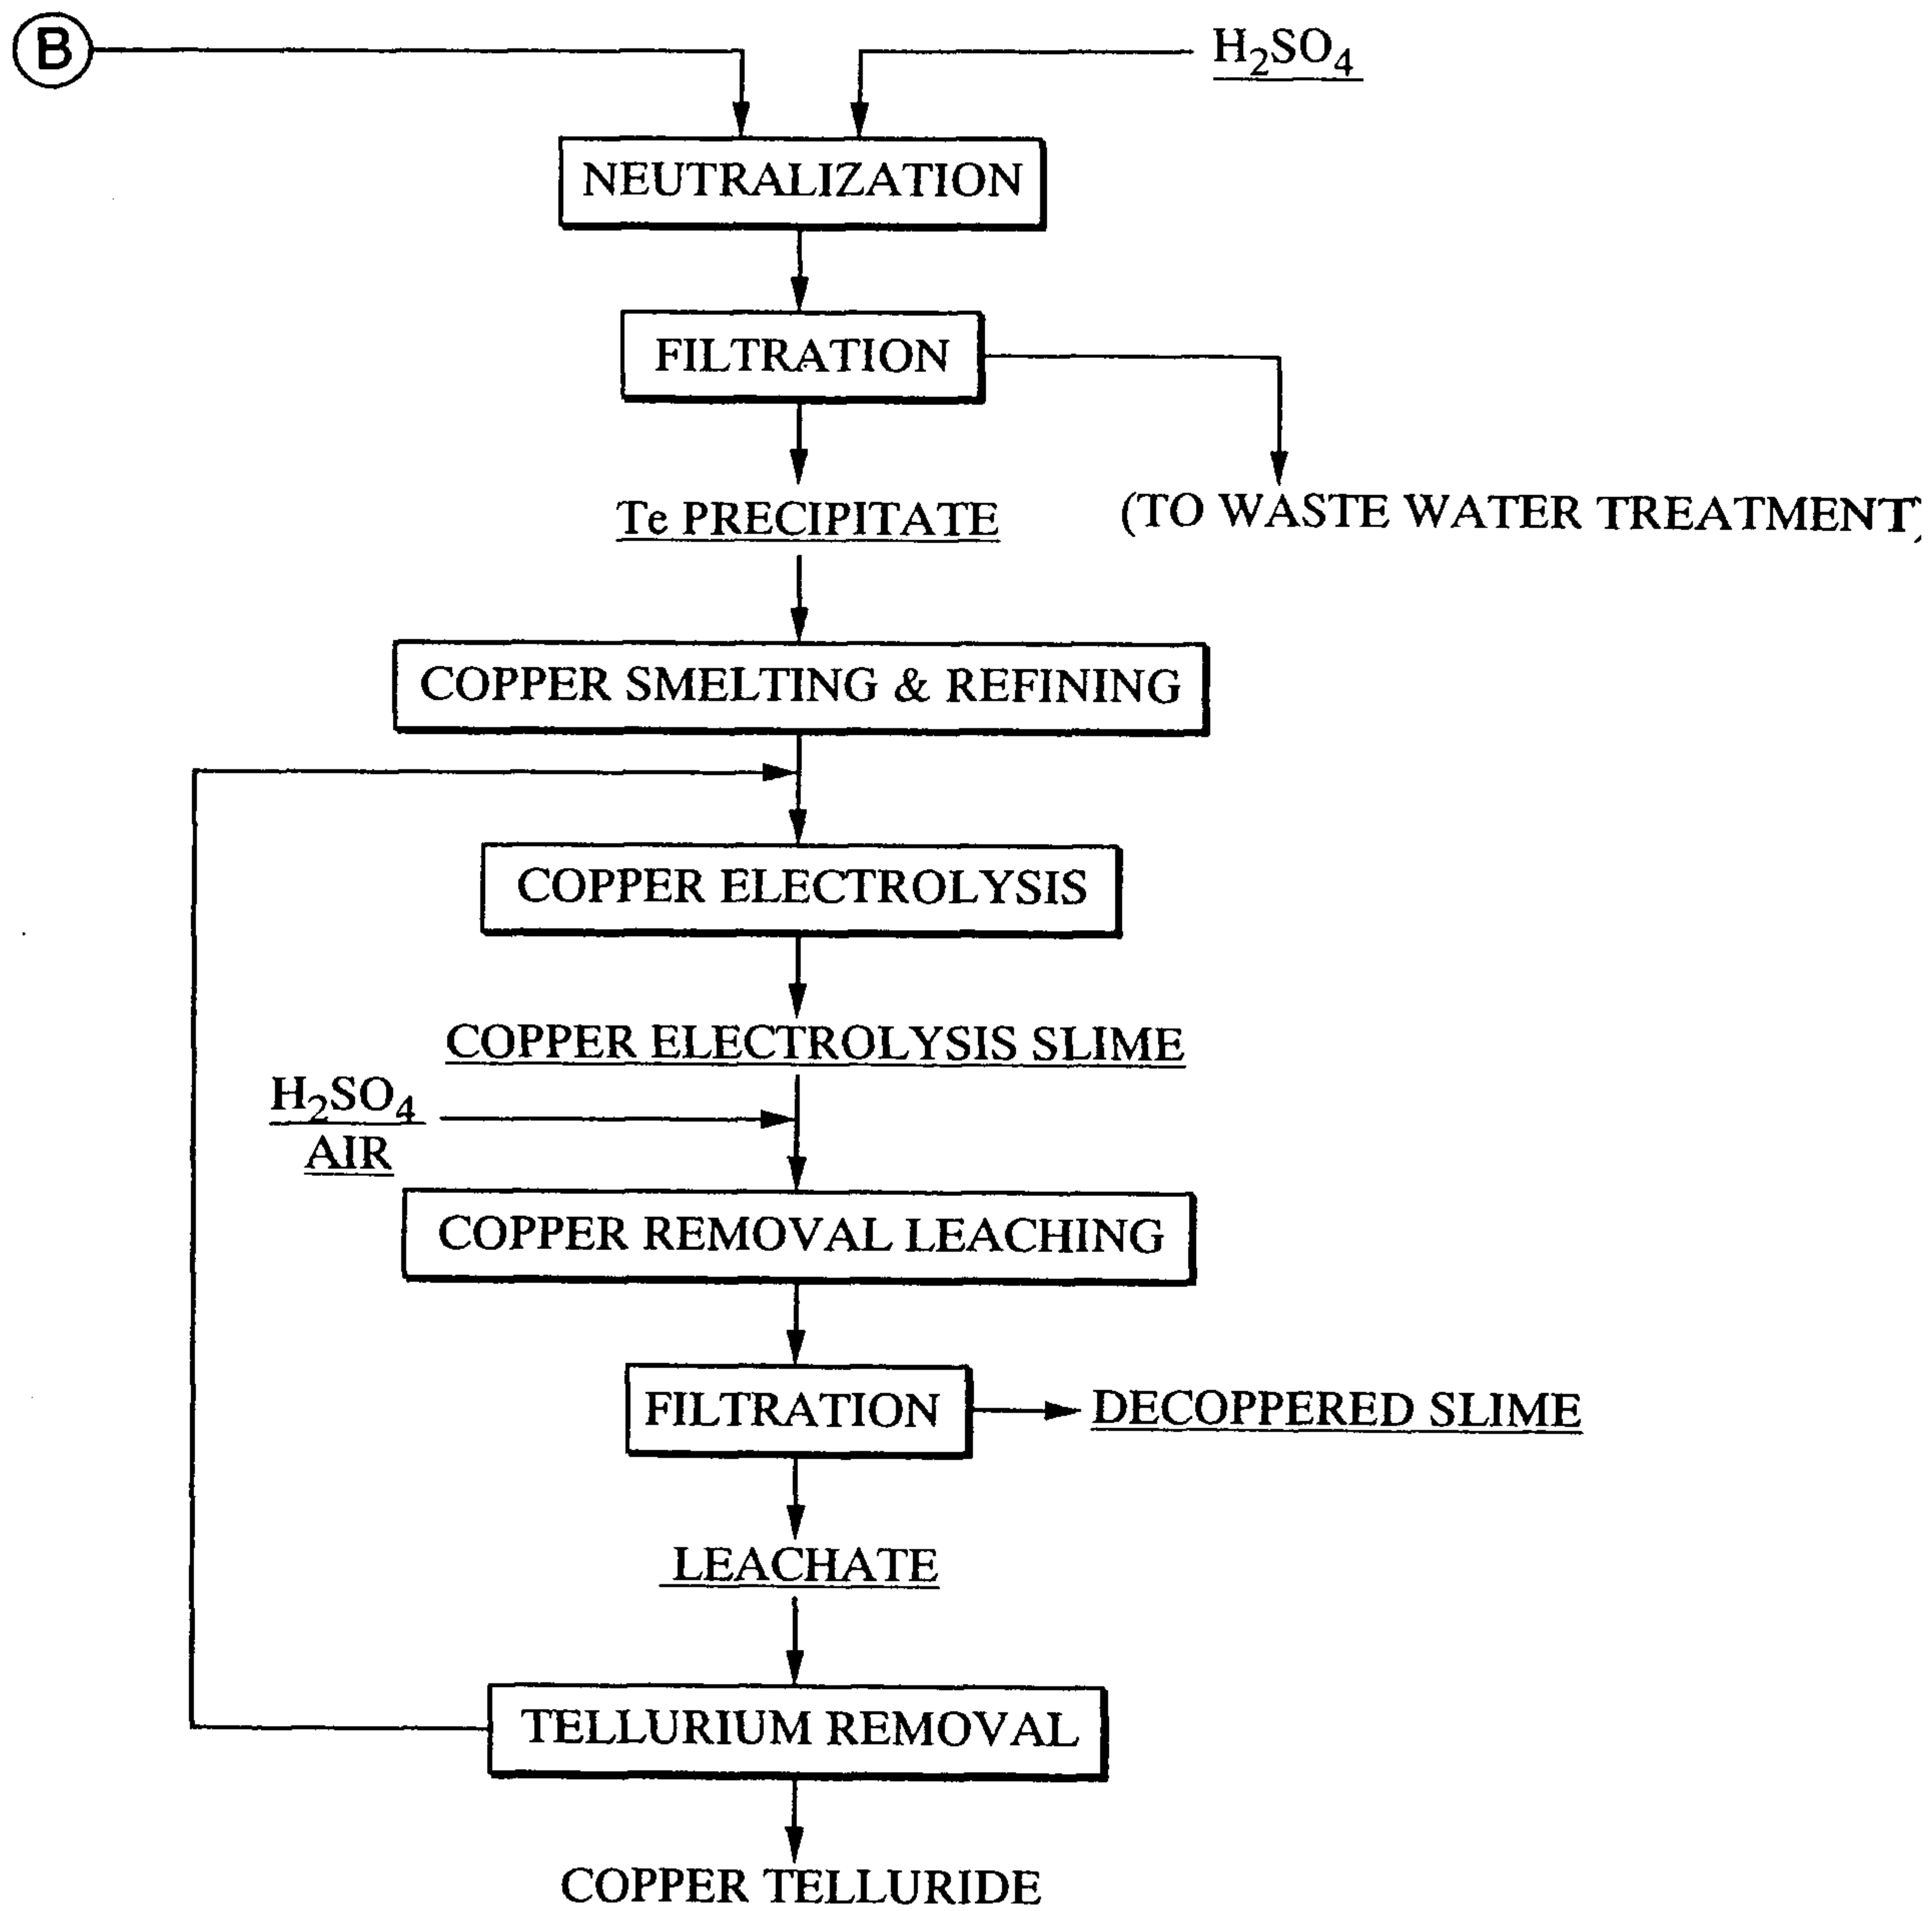 B
H₂SO₄
NEUTRALIZATION
FILTRATION
Te PRECIPITATE
(TO WASTE WATER TREATMENT)
COPPER SMELTING & REFINING
COPPER ELECTROLYSIS
COPPER ELECTROLYSIS SLIME
H₂SO₄
AIR
COPPER REMOVAL LEACHING
FILTRATION
DECOPPERED SLIME
LEACHATE
TELLURIUM REMOVAL
COPPER TELLURIDE